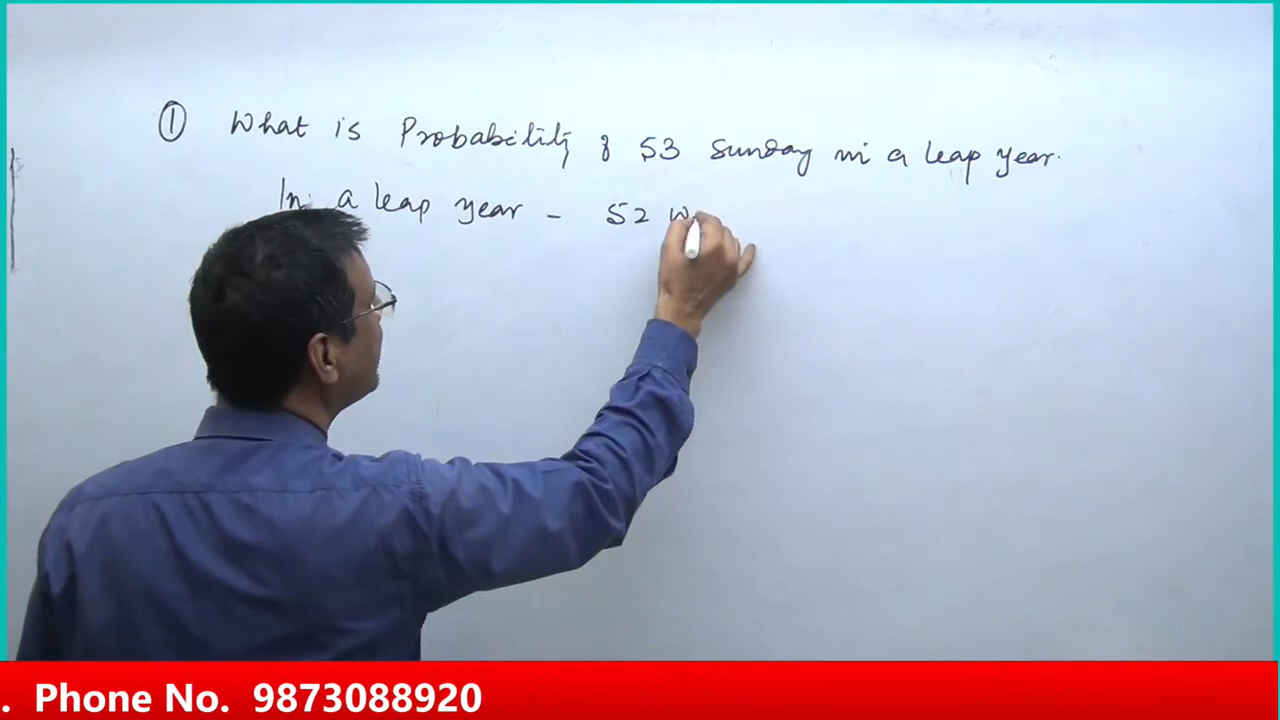 ① What is Probability of 53 Sunday in a leap year.
In a leap year - 52 w
. Phone No. 9873088920